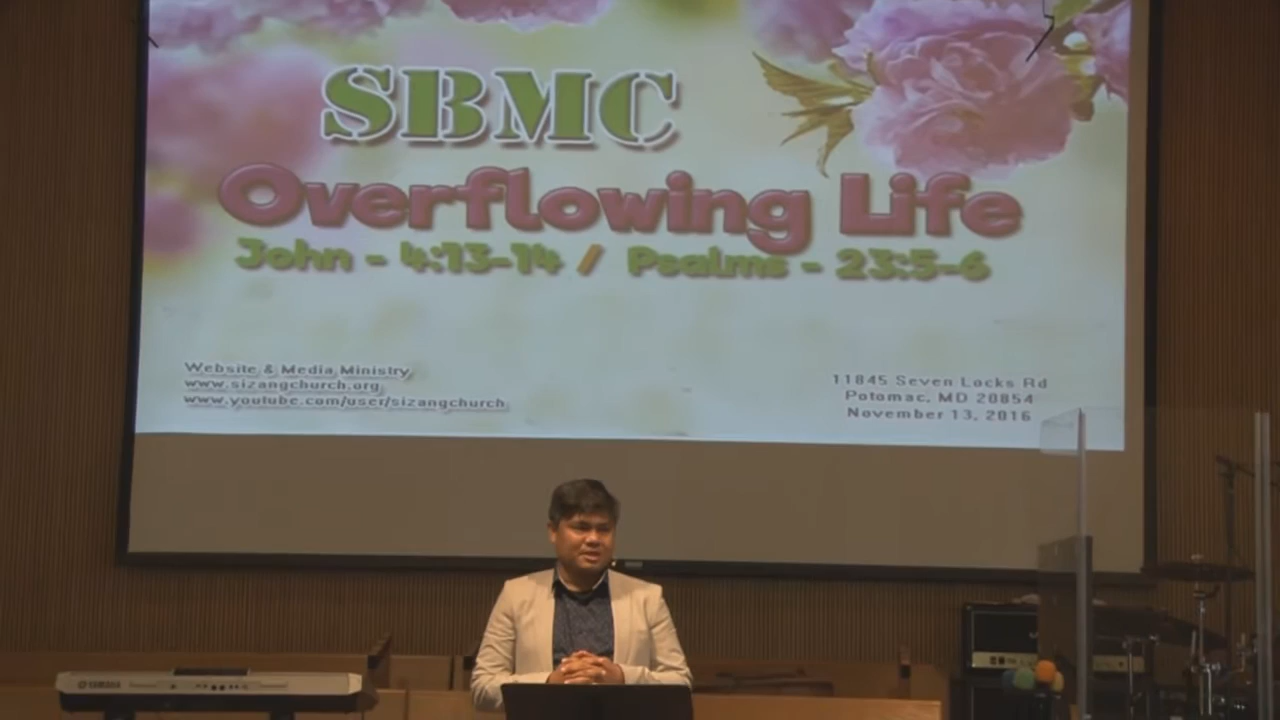 SBMC
Overflowing Life
John - 4:13-14 / Psalms - 23:5-6
Website & Media Ministry
www.sizangchurch.org
www.youtube.com/user/sizangchurch
11845 Seven Locks Rd
Potomac, MD 20854
November 13, 2016
YAMAHA